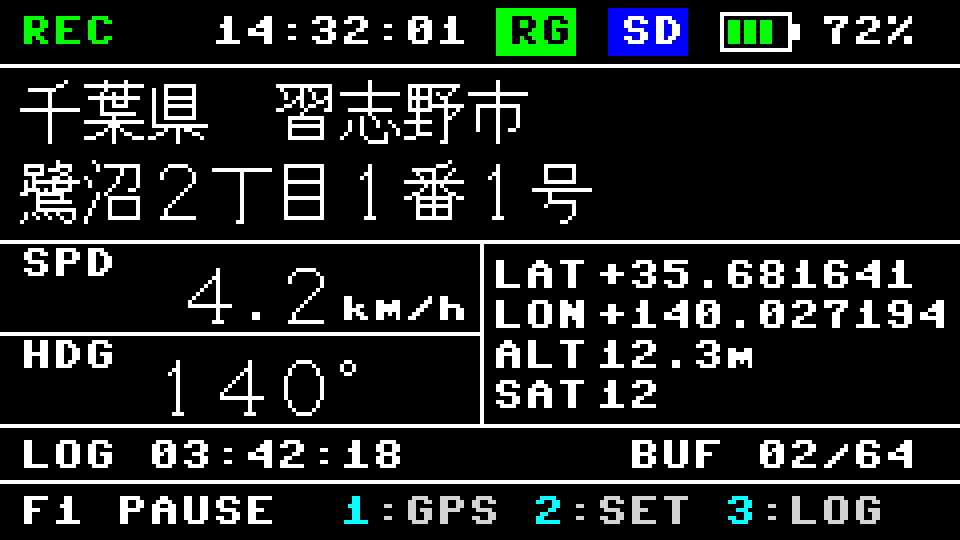 REC 14:32:01 RG SD 72%
千葉県　習志野市
鷺沼２丁目１番１号
SPD 4.2 km/h
HDG 140°
LAT +35.681641
LON +140.027194
ALT 12.3m
SAT 12
LOG 03:42:18 BUF 02/64
F1 PAUSE 1:GPS 2:SET 3:LOG